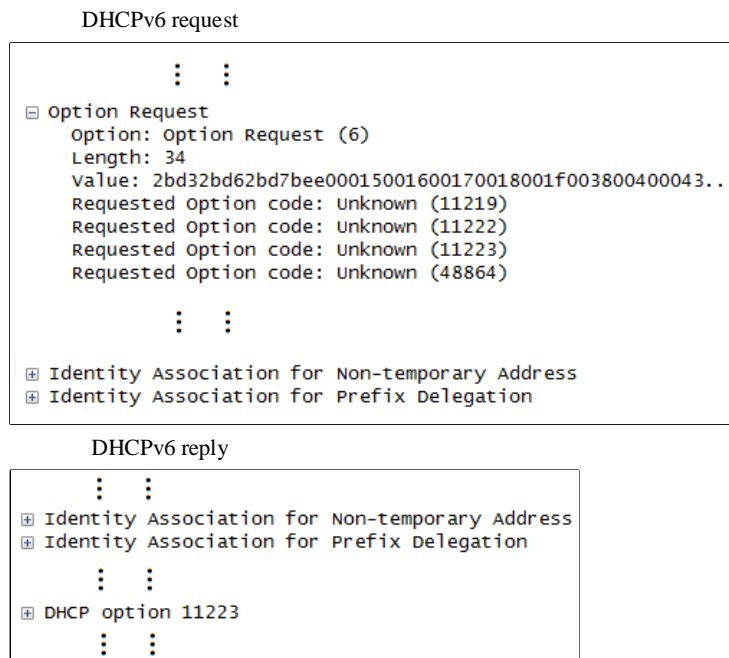 DHCPv6 request
Option Request
Option: Option Request (6)
Length: 34
Value: 2bd32bd62bd7bee00015001600170018001f003800400043..
Requested Option code: Unknown (11219)
Requested Option code: Unknown (11222)
Requested Option code: Unknown (11223)
Requested Option code: Unknown (48864)
Identity Association for Non-temporary Address
Identity Association for Prefix Delegation
DHCPv6 reply
Identity Association for Non-temporary Address
Identity Association for Prefix Delegation
DHCP option 11223